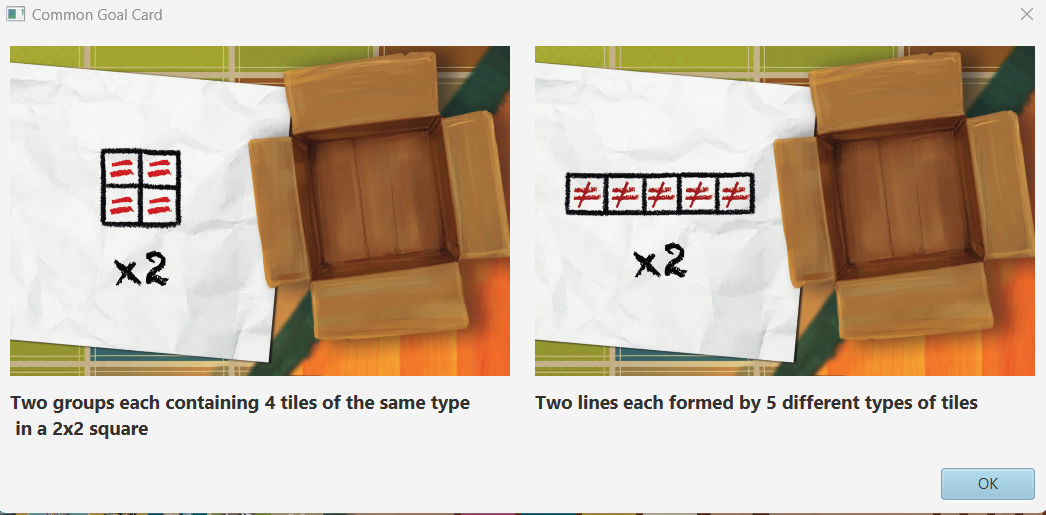 Common Goal Card
x2
x2
Two groups each containing 4 tiles of the same type
in a 2x2 square
Two lines each formed by 5 different types of tiles
OK